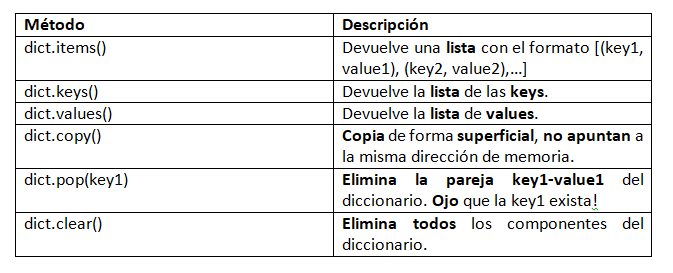 Método Descripción
dict.items() Devuelve una lista con el formato [(key1,
value1), (key2, value2),…]
dict.keys() Devuelve la lista de las keys.
dict.values() Devuelve la lista de values.
dict.copy() Copia de forma superficial, no apuntan a
la misma dirección de memoria.
dict.pop(key1) Elimina la pareja key1-value1 del
diccionario. Ojo que la key1 exista!
dict.clear() Elimina todos los componentes del
diccionario.